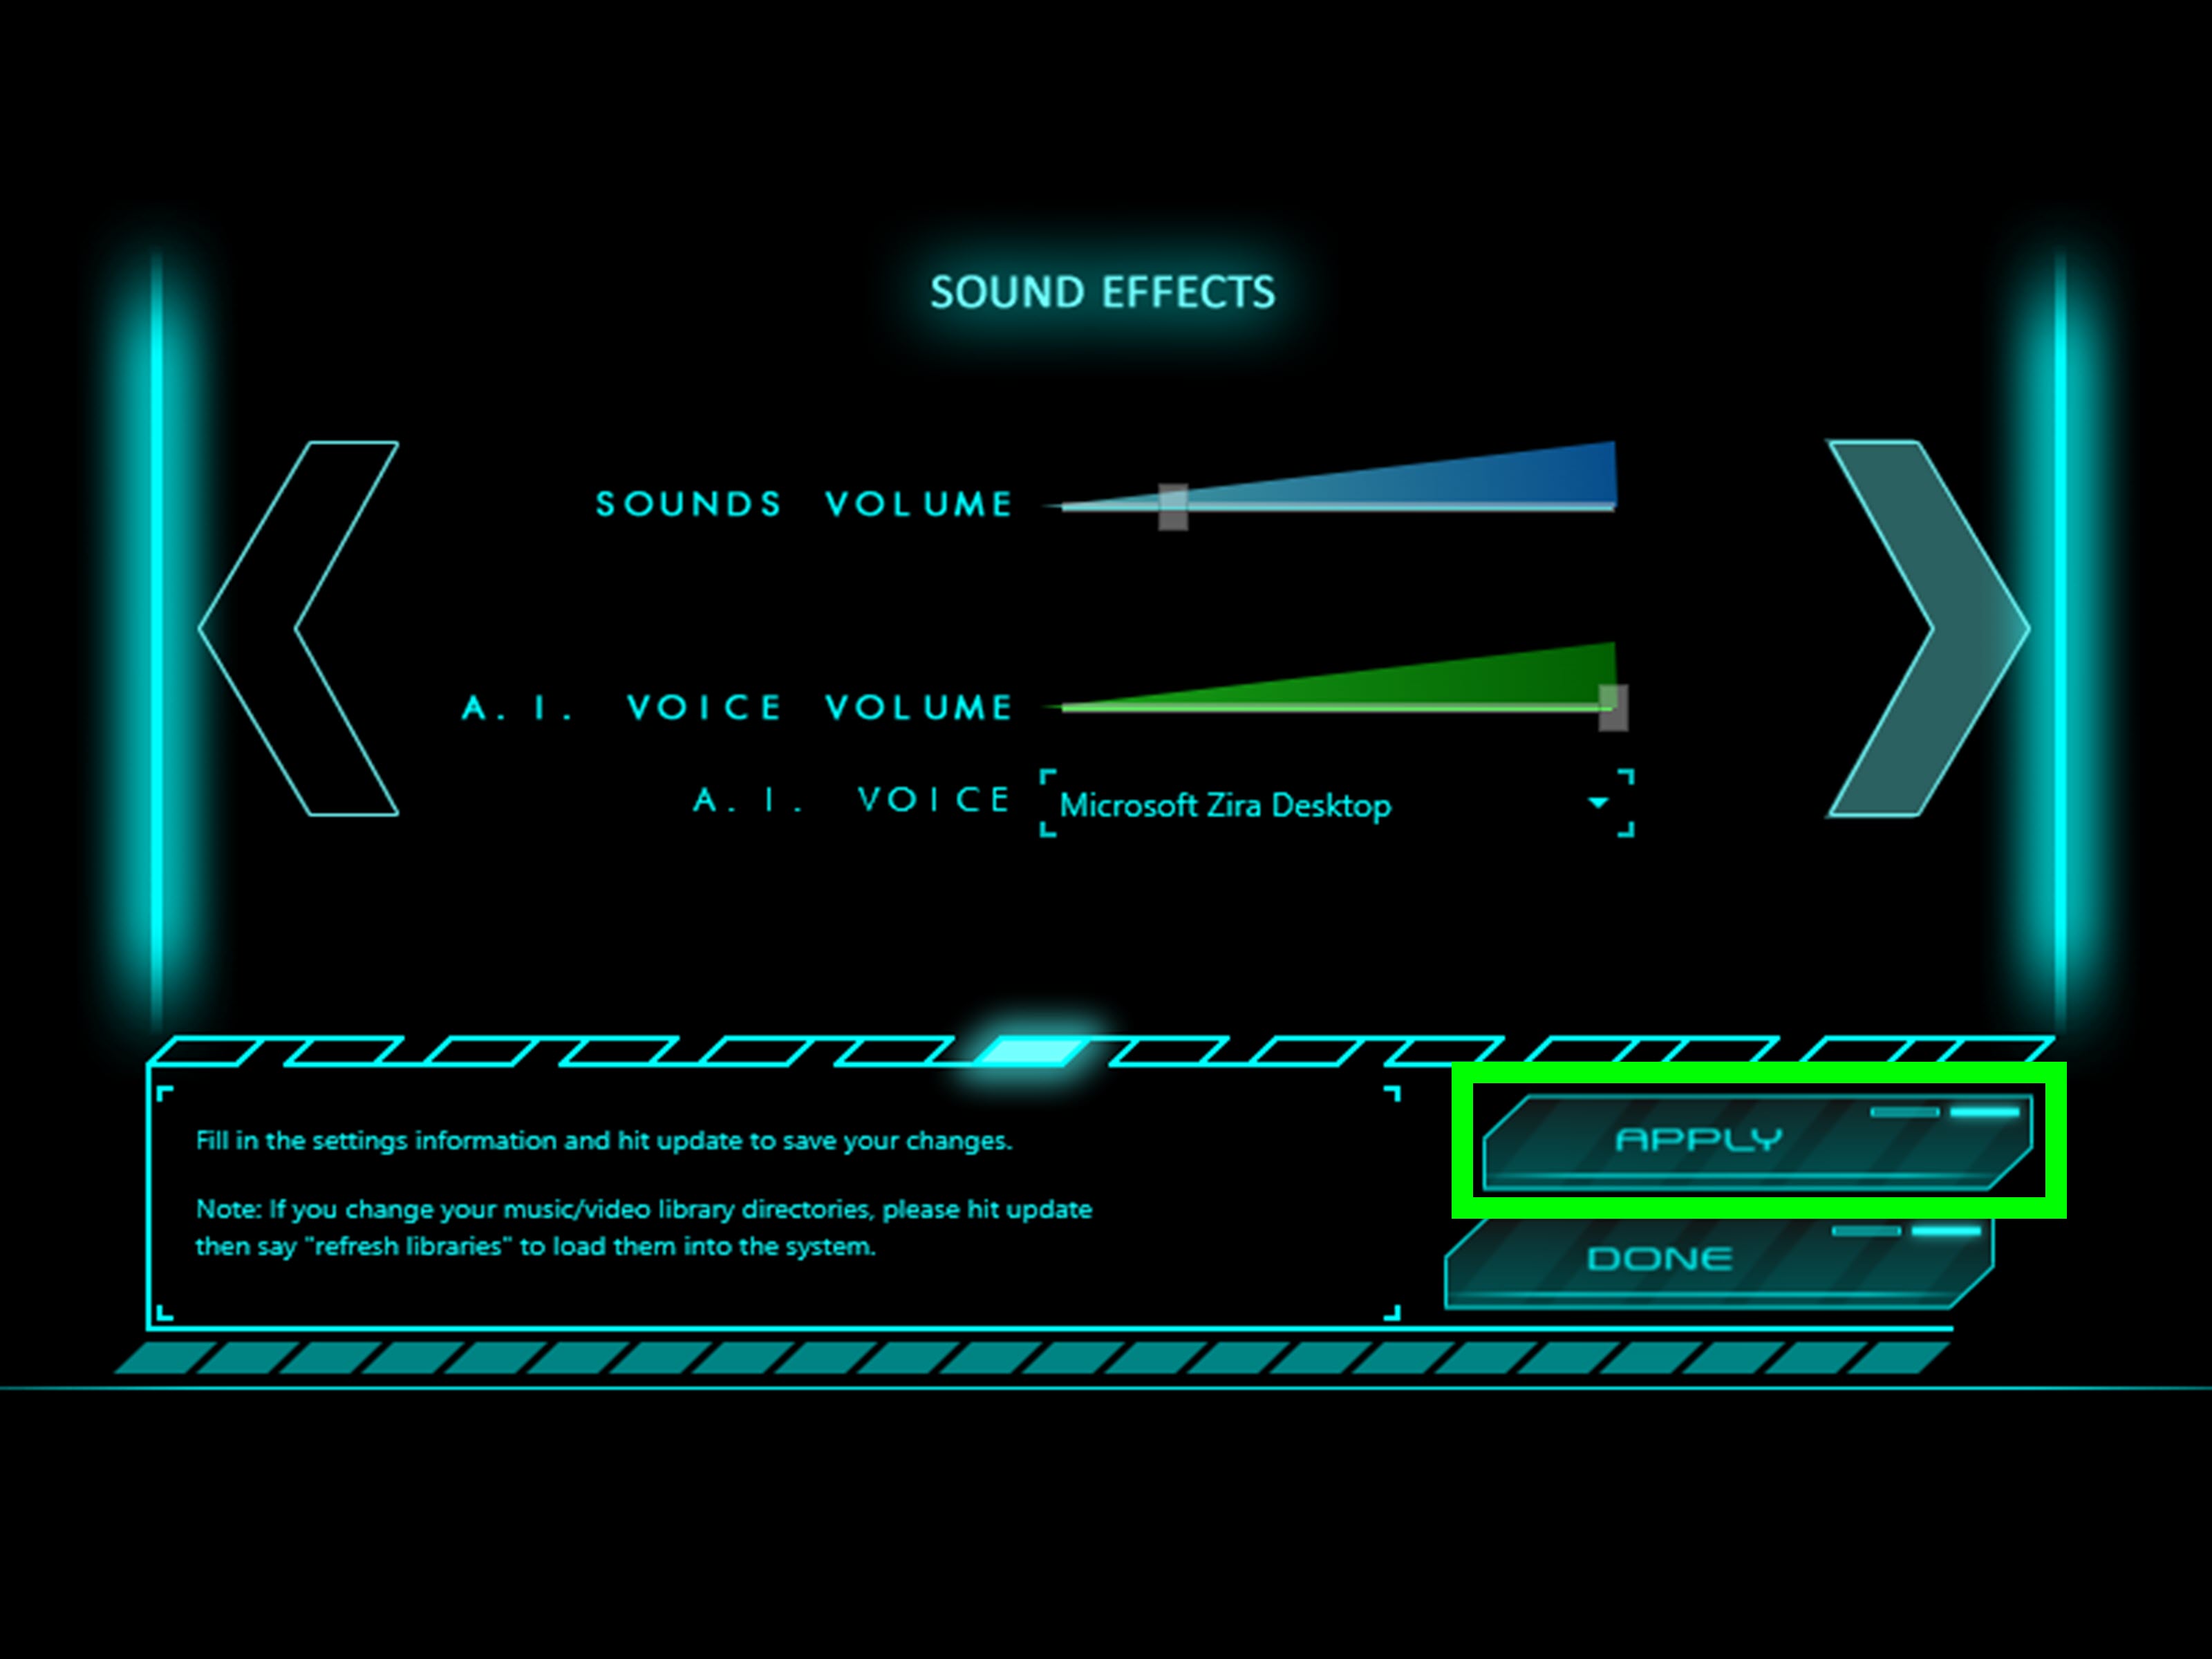 SOUND EFFECTS
SOUNDS VOLUME
A. I. VOICE VOLUME
A. I. VOICE Microsoft Zira Desktop
Fill in the settings information and hit update to save your changes.
Note: If you change your music/video library directories, please hit update
then say "refresh libraries" to load them into the system.
APPLY
DONE